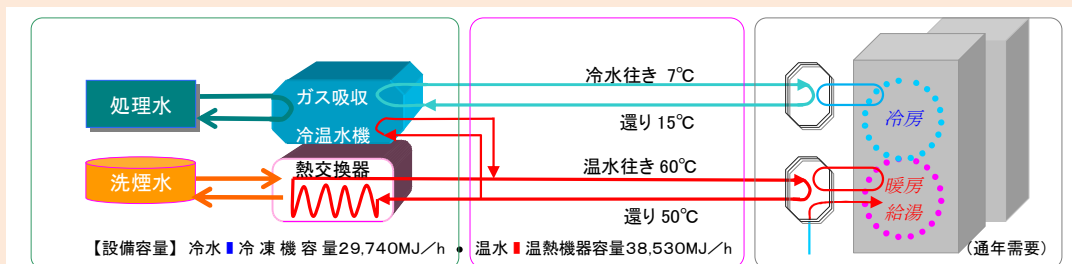 処理水
ガス吸収
冷温水機
洗煙水
熱交換器
冷水往き 7℃
還り 15℃
温水往き 60℃
還り 50℃
冷房
暖房
給湯
【設備容量】 冷水 冷凍機容量29,740MJ/h ・ 温水 温熱機器容量38,530MJ/h
(通年需要)